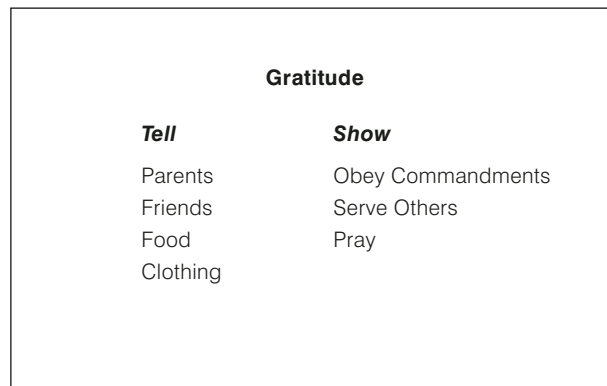 Gratitude
Tell Show
Parents Obey Commandments
Friends Serve Others
Food Pray
Clothing